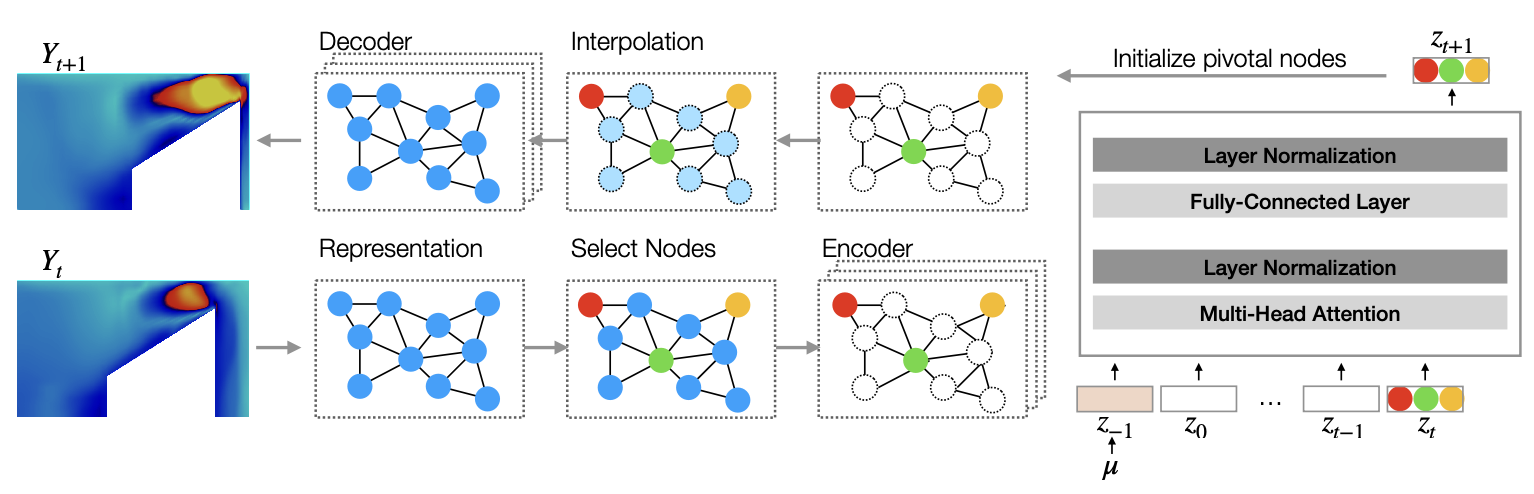 Y_{t+1}
Decoder
Interpolation
Initialize pivotal nodes
z_{t+1}
Layer Normalization
Fully-Connected Layer
Layer Normalization
Multi-Head Attention
Y_t
Representation
Select Nodes
Encoder
z_{-1}
z_0
...
z_{t-1}
z_t
μ